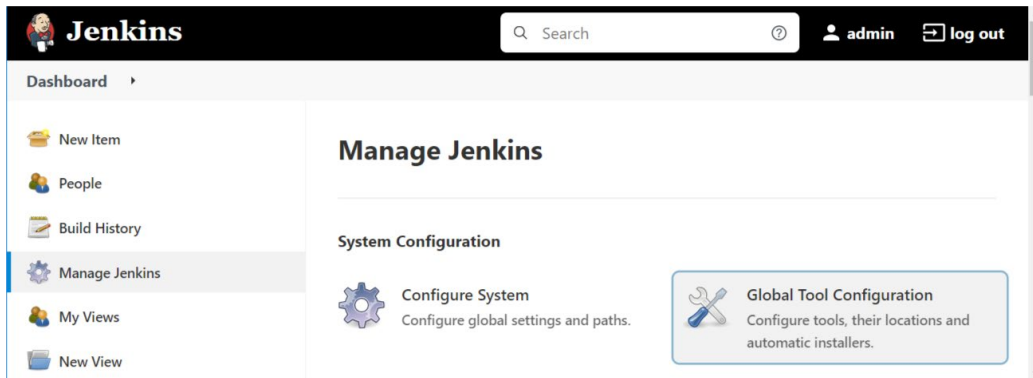 Jenkins
Search
admin
log out
Dashboard
New Item
People
Build History
Manage Jenkins
My Views
New View
Manage Jenkins
System Configuration
Configure System
Configure global settings and paths.
Global Tool Configuration
Configure tools, their locations and
automatic installers.